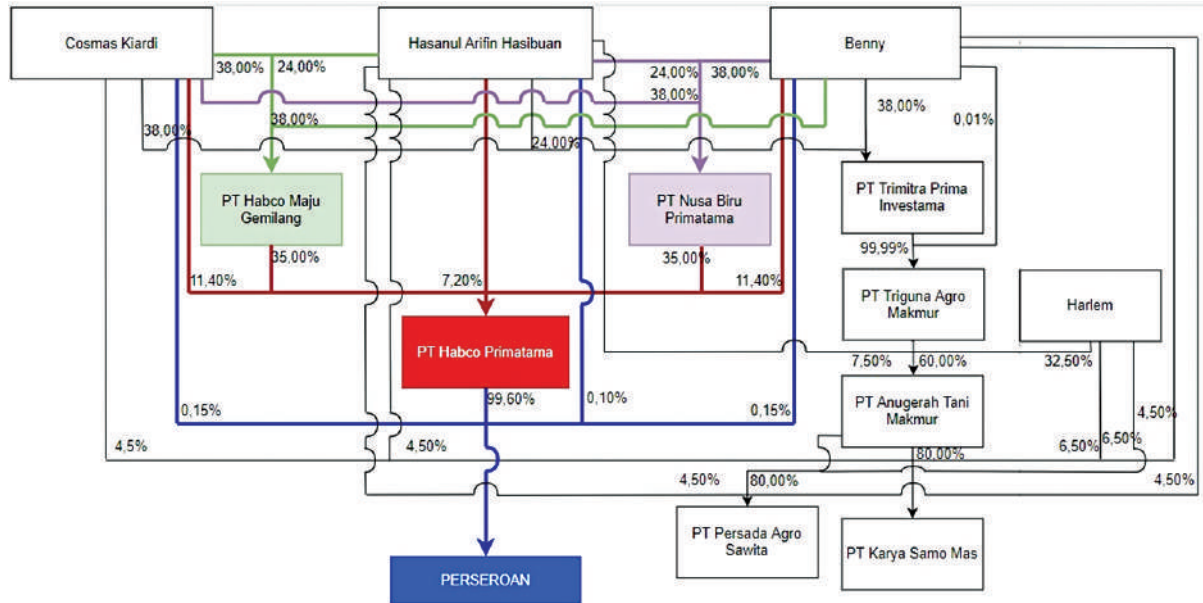 Cosmas Kiardi
Hasanul Arifin Hasibuan
Benny
38,00%
24,00%
24,00%
38,00%
38,00%
38,00%
0,01%
38,00%
38,00%
24,00%
PT Habco Maju
Gemilang
PT Nusa Biru
Primatama
PT Trimitra Prima
Investama
35,00%
35,00%
99,99%
11,40%
7,20%
11,40%
PT Triguna Agro
Makmur
Harlem
PT Habco Primatama
7,50%
60,00%
32,50%
99,60%
PT Anugerah Tani
Makmur
0,15%
0,10%
0,15%
4,50%
4,5%
4,50%
80,00%
6,50%
6,50%
4,50%
80,00%
4,50%
PT Persada Agro
Sawita
PT Karya Samo Mas
PERSEROAN